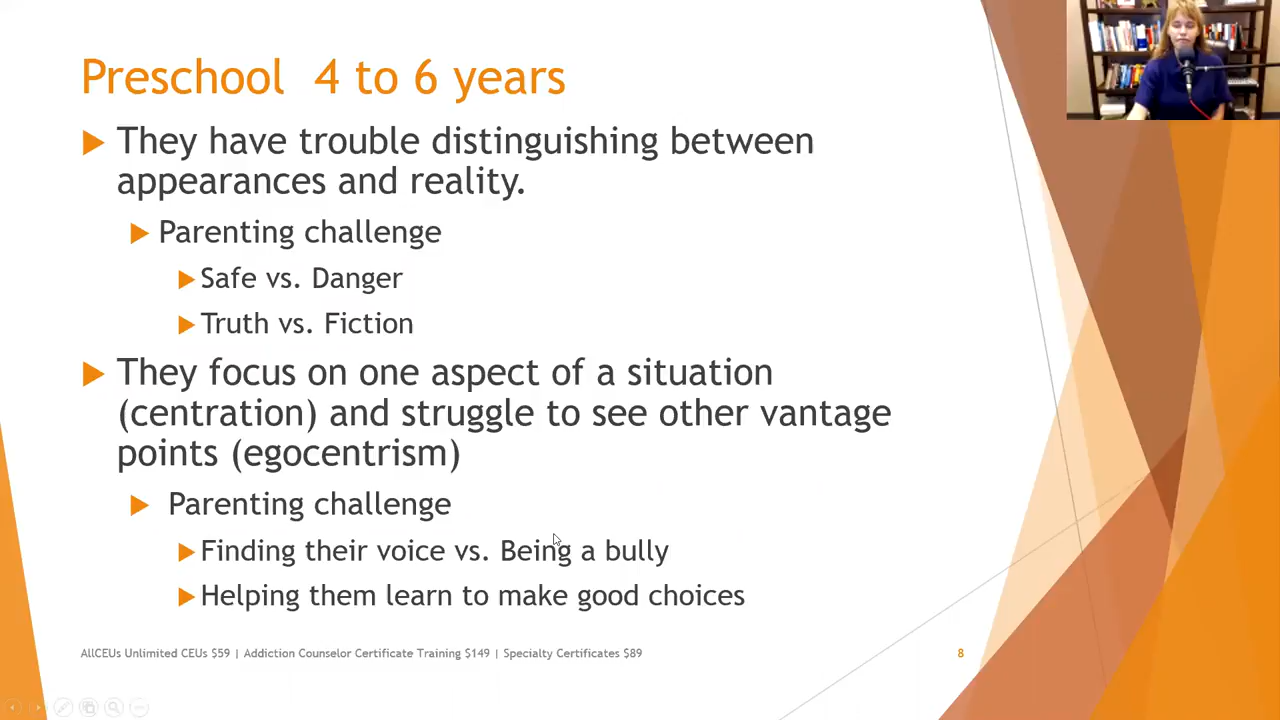 Preschool 4 to 6 years
They have trouble distinguishing between
appearances and reality.
Parenting challenge
Safe vs. Danger
Truth vs. Fiction
They focus on one aspect of a situation
(centration) and struggle to see other vantage
points (egocentrism)
Parenting challenge
Finding their voice vs. Being a bully
Helping them learn to make good choices
AllCEUs Unlimited CEUs $59 | Addiction Counselor Certificate Training $149 | Specialty Certificates $89
8